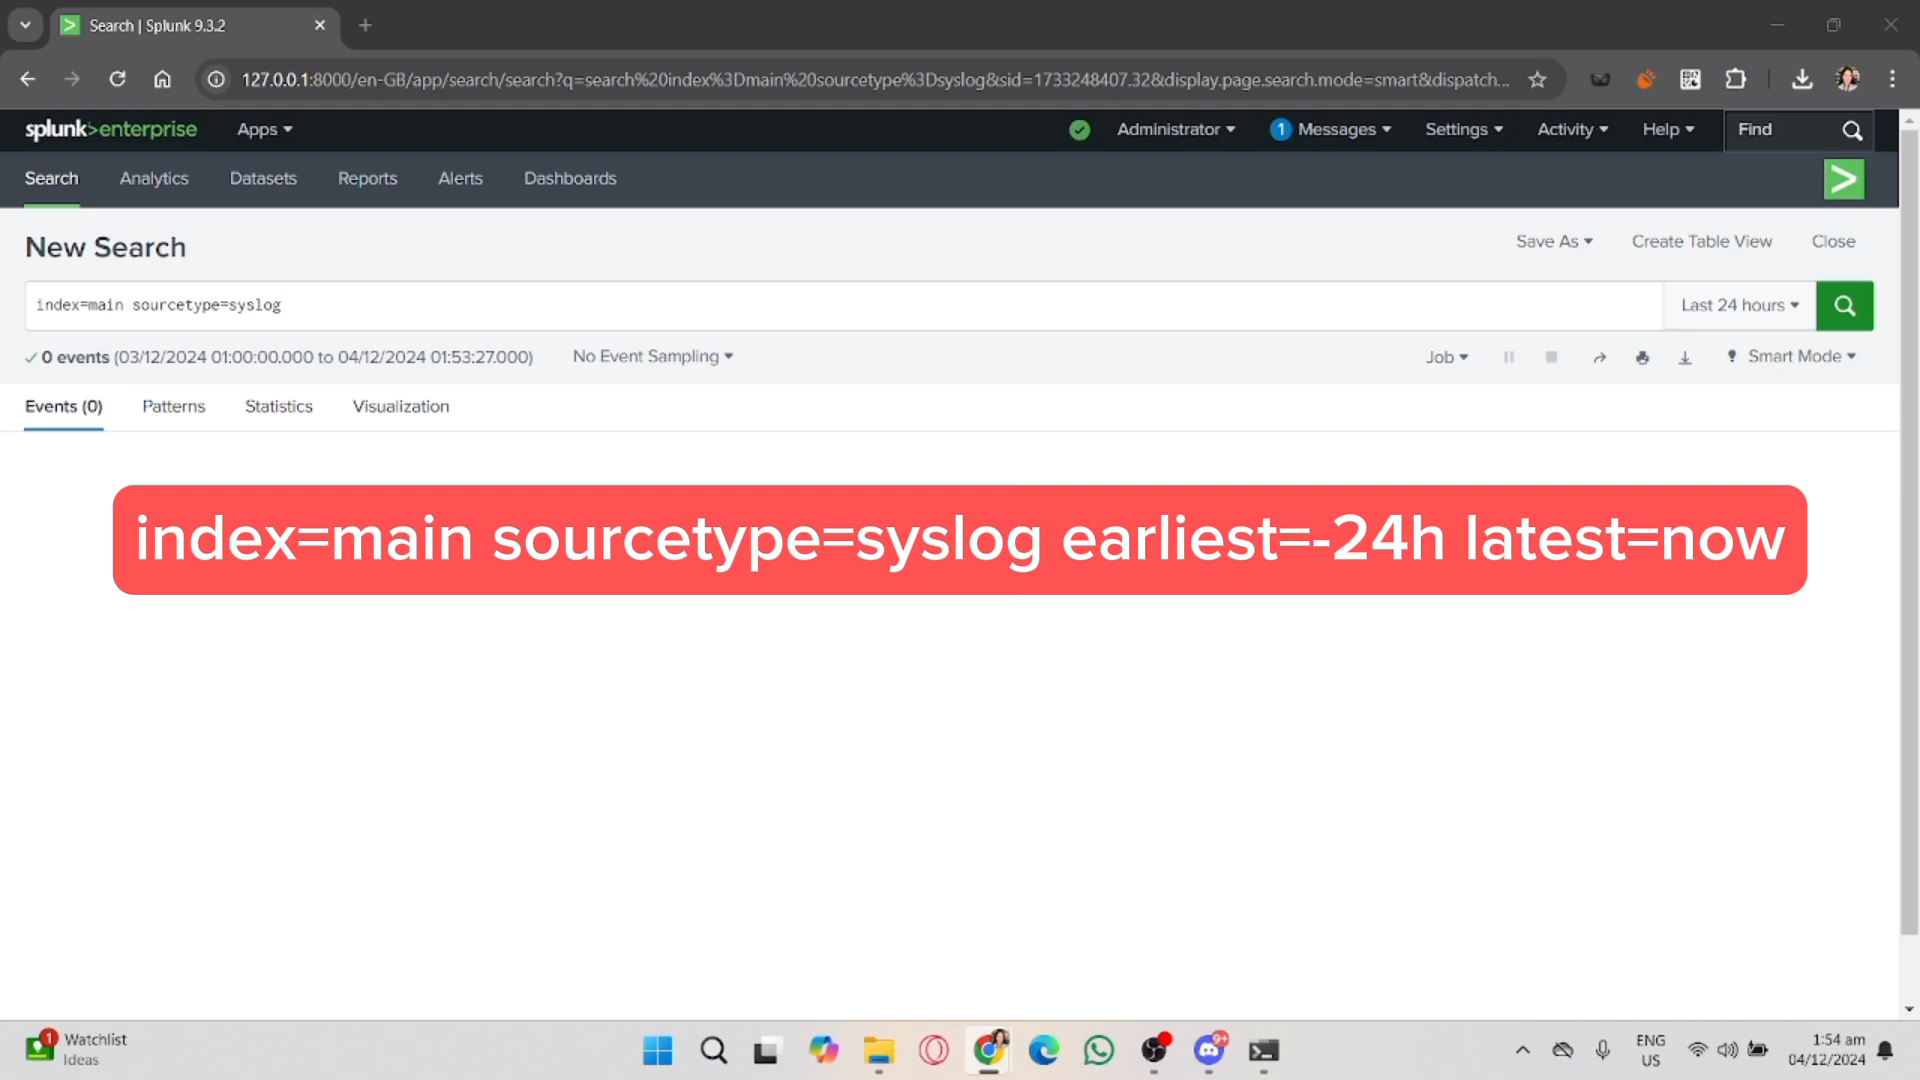 Search | Splunk 9.3.2
127.0.0.1:8000/en-GB/app/search/search?q=search%20index%3Dmain%20sourcetype%3Dsyslog&sid=1733248407.32&display.page.search.mode=smart&dispatch...
splunk>enterprise Apps Administrator 1 Messages Settings Activity Help Find
Search Analytics Datasets Reports Alerts Dashboards
New Search Save As Create Table View Close
index=main sourcetype=syslog Last 24 hours
0 events (03/12/2024 01:00:00.000 to 04/12/2024 01:53:27.000) No Event Sampling Job Smart Mode
Events (0) Patterns Statistics Visualization
index=main sourcetype=syslog earliest=-24h latest=now
1 Watchlist
Ideas
9+
ENG
US
1:54 am
04/12/2024